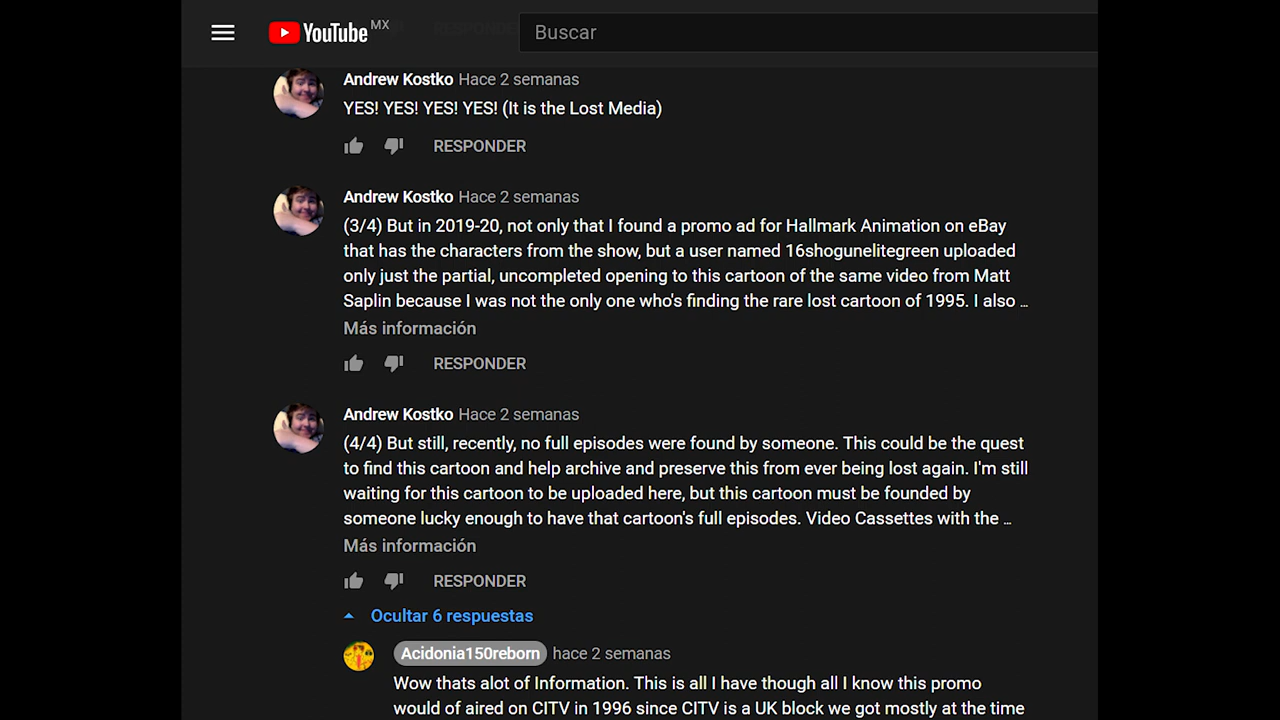 YouTube MX
Buscar
Andrew Kostko Hace 2 semanas
YES! YES! YES! YES! (It is the Lost Media)
RESPONDER
Andrew Kostko Hace 2 semanas
(3/4) But in 2019-20, not only that I found a promo ad for Hallmark Animation on eBay
that has the characters from the show, but a user named 16shogunelitegreen uploaded
only just the partial, uncompleted opening to this cartoon of the same video from Matt
Saplin because I was not the only one who's finding the rare lost cartoon of 1995. I also ...
Más información
RESPONDER
Andrew Kostko Hace 2 semanas
(4/4) But still, recently, no full episodes were found by someone. This could be the quest
to find this cartoon and help archive and preserve this from ever being lost again. I'm still
waiting for this cartoon to be uploaded here, but this cartoon must be founded by
someone lucky enough to have that cartoon's full episodes. Video Cassettes with the ...
Más información
RESPONDER
Ocultar 6 respuestas
Acidonia150reborn hace 2 semanas
Wow thats alot of Information. This is all I have though all I know this promo
would of aired on CITV in 1996 since CITV is a UK block we got mostly at the time